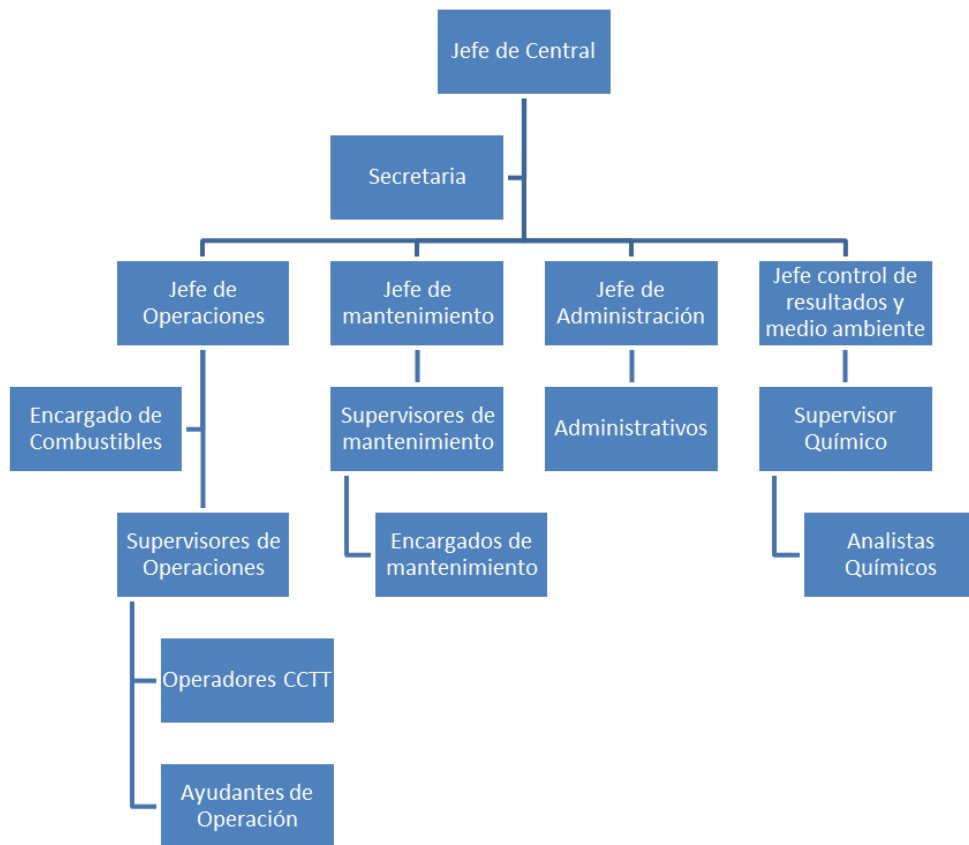 Jefe de Central
Secretaria
Jefe de
Operaciones
Jefe de
mantenimiento
Jefe de
Administración
Jefe control de
resultados y
medio ambiente
Encargado de
Combustibles
Supervisores de
mantenimiento
Administrativos
Supervisor
Químico
Supervisores de
Operaciones
Encargados de
mantenimiento
Analistas
Químicos
Operadores CCTT
Ayudantes de
Operación